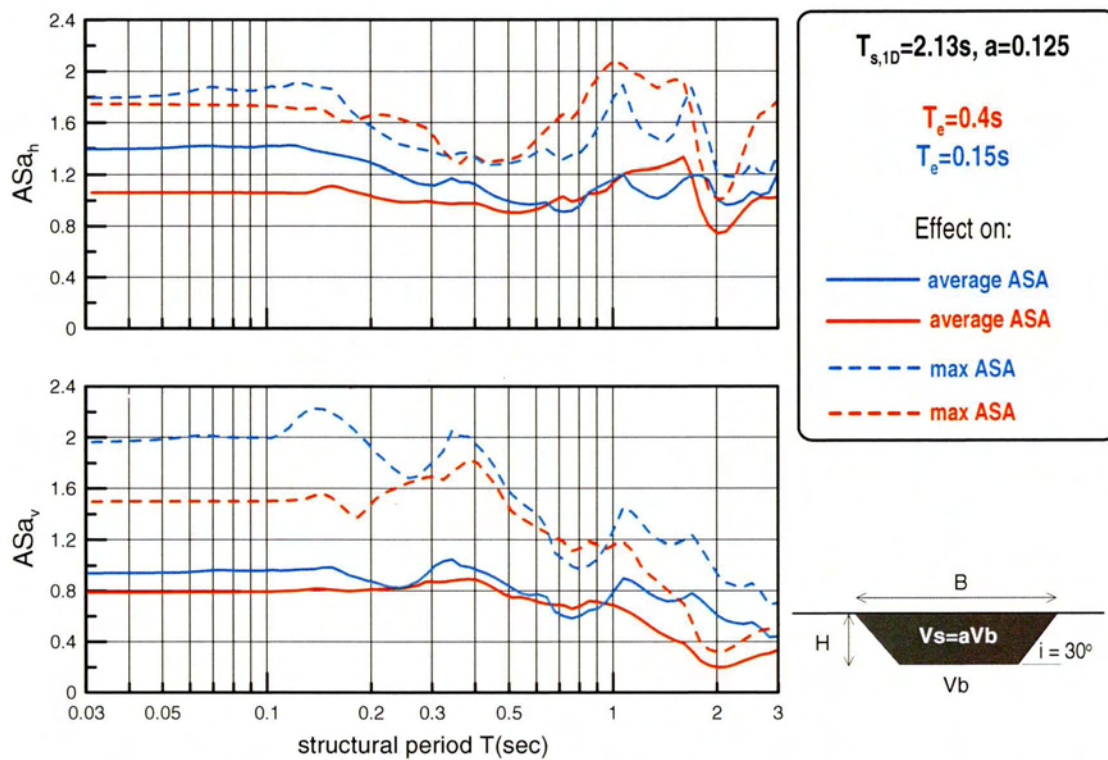 2.4
2
1.6
1.2
0.8
0.4
0
ASa_h
2.4
2
1.6
1.2
0.8
0.4
0
ASa_v
0.03 0.05 0.1 0.2 0.3 0.5 1 2 3
structural period T(sec)
T_s,1D=2.13s, a=0.125
T_e=0.4s
T_e=0.15s
Effect on:
average ASA
average ASA
max ASA
max ASA
B
H
Vs=aVb
i = 30°
Vb